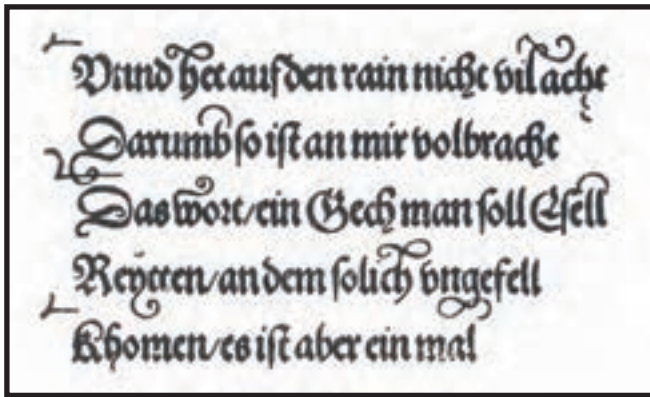 Vnnd het auf den rain nicht vil acht
Darumb so ist an mir volbracht
Das wort/ein Gech man soll Esell
Reytten/an dem solich vngefell
Khomen/es ist aber ein mal